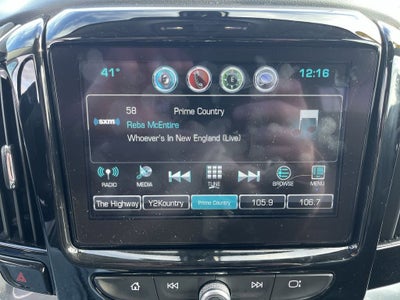 41° 12:16
58 Prime Country
((sxm)) Reba McEntire
Whoever's In New England (Live)
RADIO MEDIA TUNE BROWSE MENU
The Highway Y2Kountry Prime Country 105.9 106.7